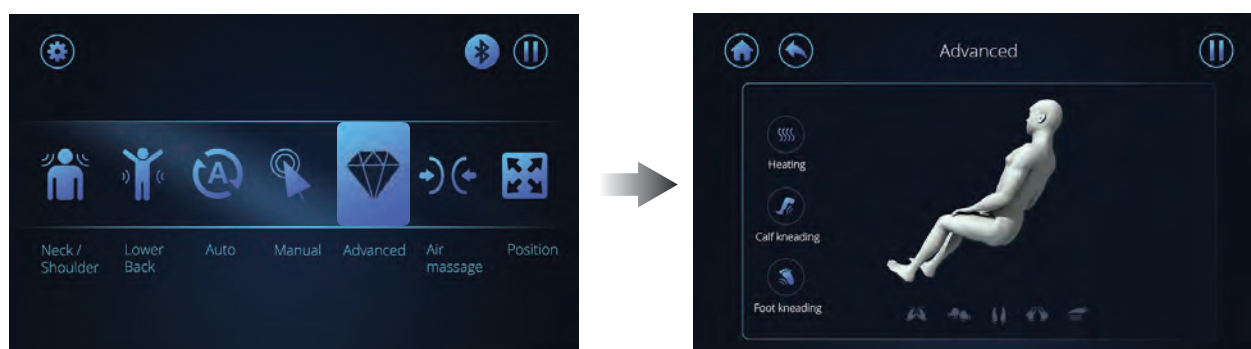 Neck /
Shoulder
Lower
Back
Auto
Manual
Advanced
Air
massage
Position
Advanced
Heating
Calf kneading
Foot kneading